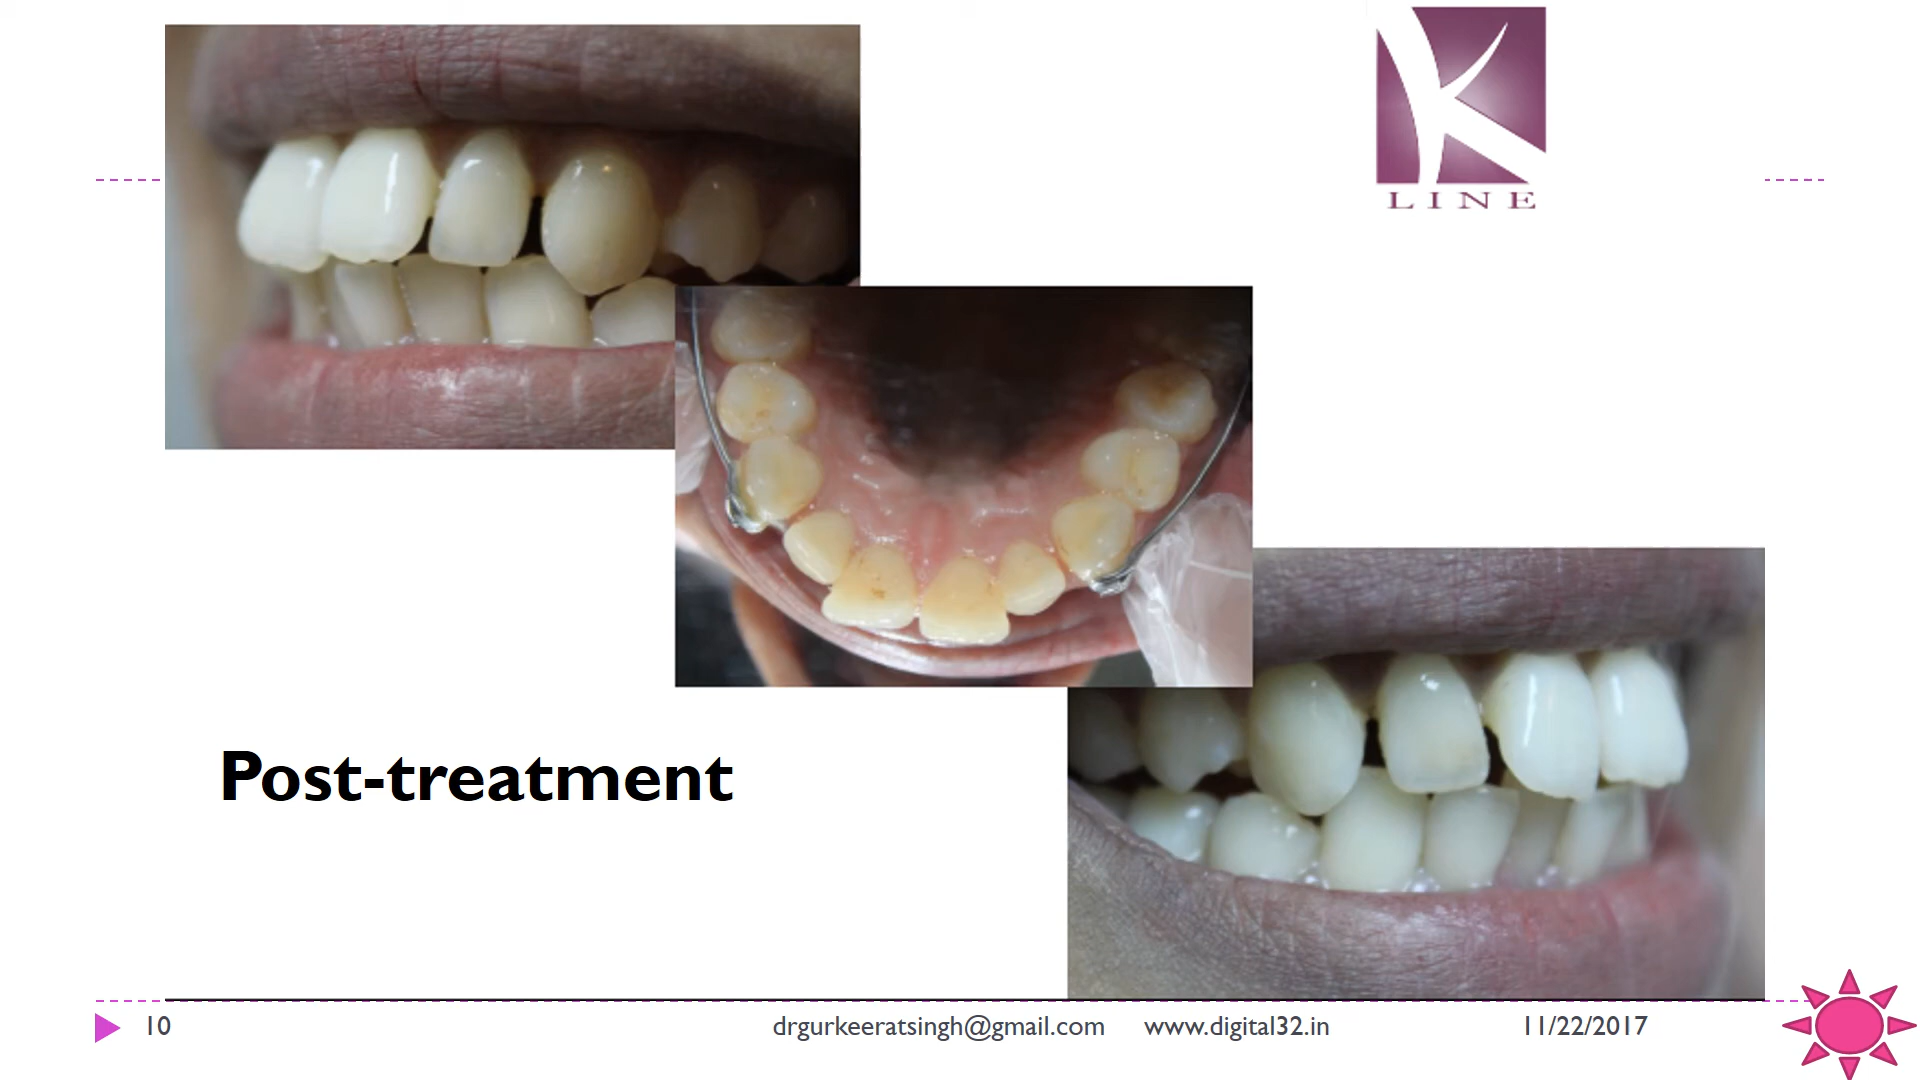 K
LINE
Post-treatment
10
drgurkeeratsingh@gmail.com www.digital32.in
11/22/2017